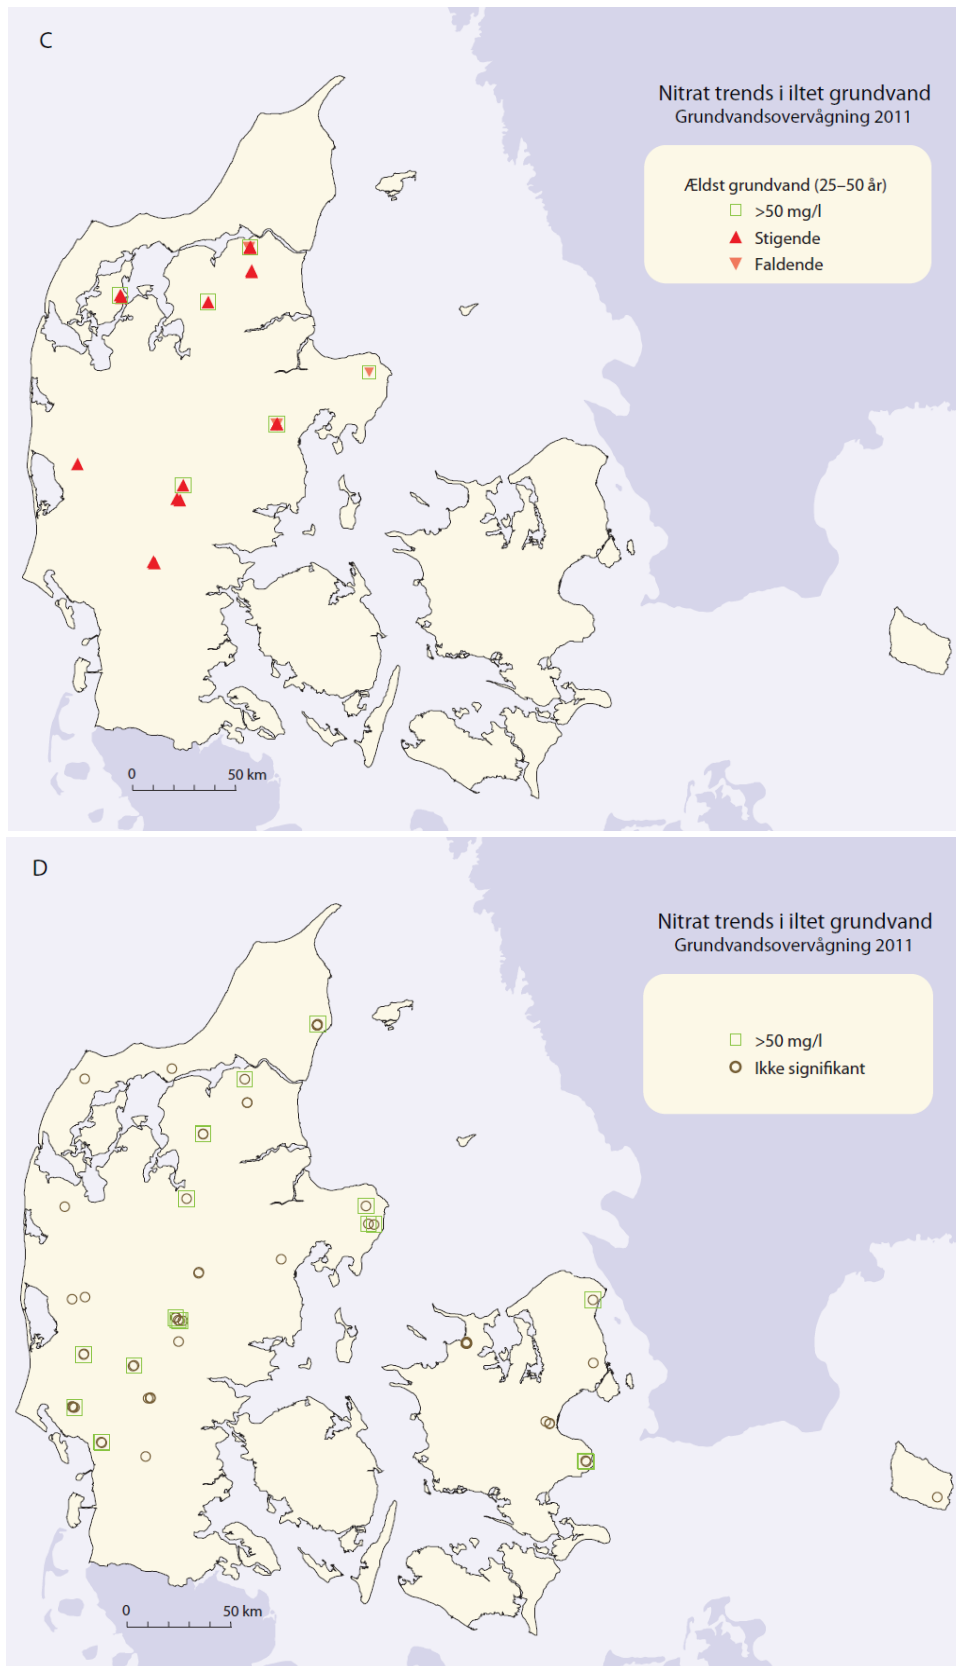 C
Nitrat trends i iltet grundvand
Grundvandsovervågning 2011
Ældst grundvand (25–50 år)
>50 mg/l
Stigende
Faldende
0 50 km
D
Nitrat trends i iltet grundvand
Grundvandsovervågning 2011
>50 mg/l
Ikke signifikant
0 50 km